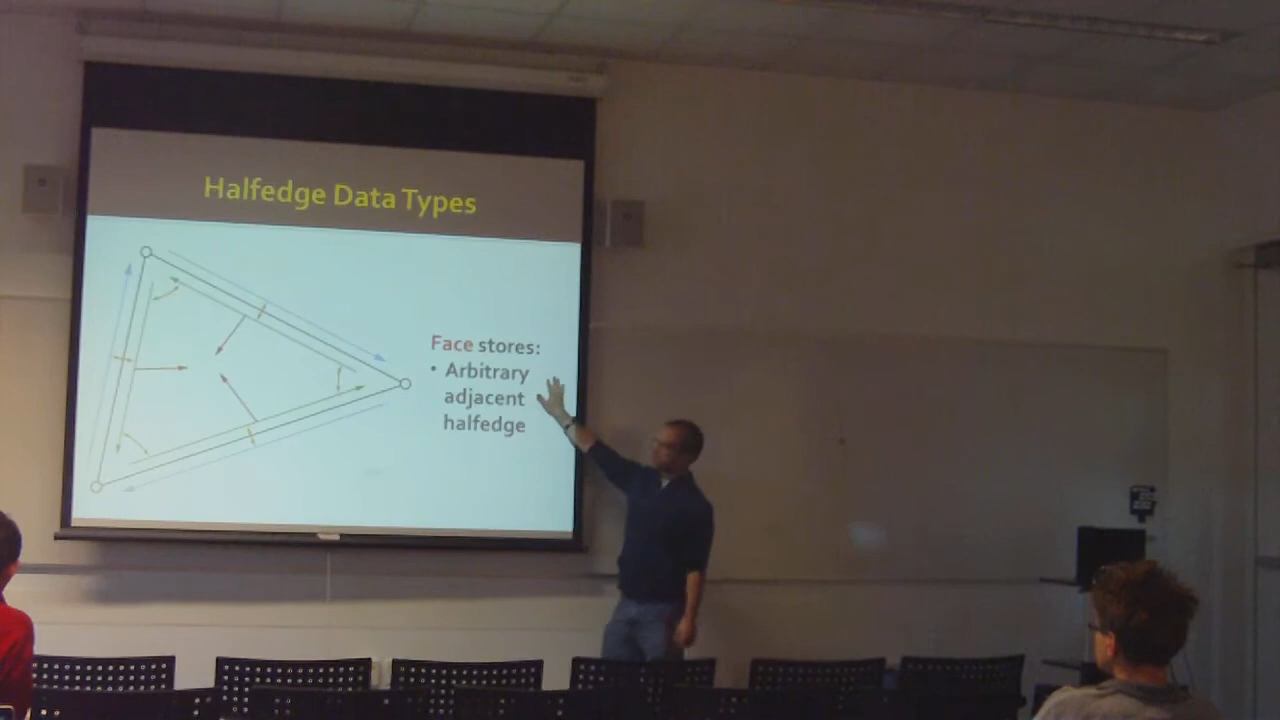 Halfedge Data Types
Face stores:
• Arbitrary
adjacent
halfedge